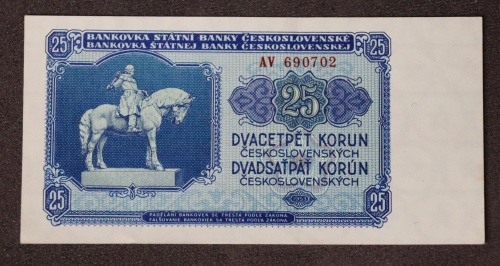 BANKOVKA STÁTNÍ BANKY ČESKOSLOVENSKÉ
BANKOVKA ŠTÁTNEJ BANKY ČESKOSLOVENSKEJ
25
25
AV 690702
25
DVACETPĚT KORUN
ČESKOSLOVENSKÝCH
DVADSAŤPÄŤ KORÚN
ČESKOSLOVENSKÝCH
1953
25
25
PADĚLÁNÍ BANKOVEK SE TRESTÁ PODLE ZÁKONA
FALŠOVANIE BANKOVIEK SA TRESTÁ PODĽA ZÁKONA